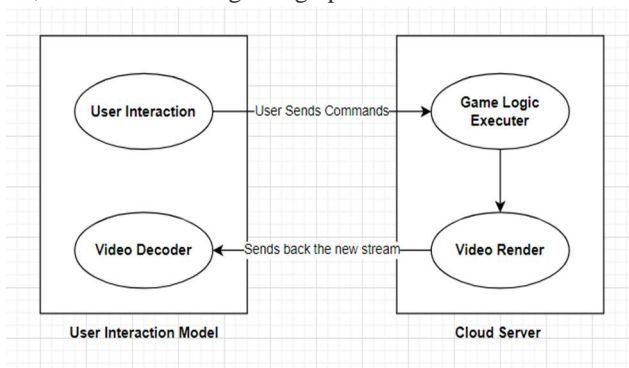 User Interaction
User Sends Commands
Game Logic
Executer
Video Decoder
Sends back the new stream
Video Render
User Interaction Model
Cloud Server